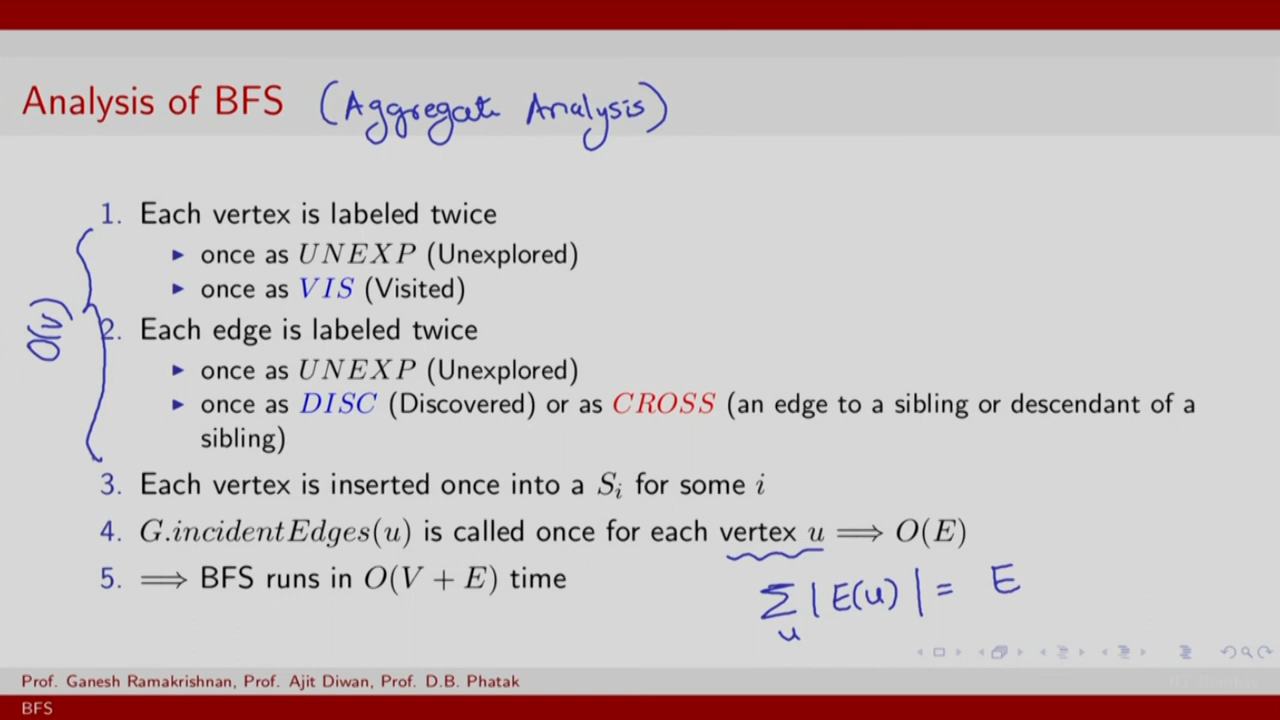 Analysis of BFS (Aggregate Analysis)
1. Each vertex is labeled twice
▶ once as UNEXP (Unexplored)
▶ once as VIS (Visited)
O(V)
2. Each edge is labeled twice
▶ once as UNEXP (Unexplored)
▶ once as DISC (Discovered) or as CROSS (an edge to a sibling or descendant of a
sibling)
3. Each vertex is inserted once into a Sᵢ for some i
4. G.incidentEdges(u) is called once for each vertex u ⟹ O(E)
5. ⟹ BFS runs in O(V + E) time
∑ᵤ |E(u)| = E
Prof. Ganesh Ramakrishnan, Prof. Ajit Diwan, Prof. D.B. Phatak
BFS